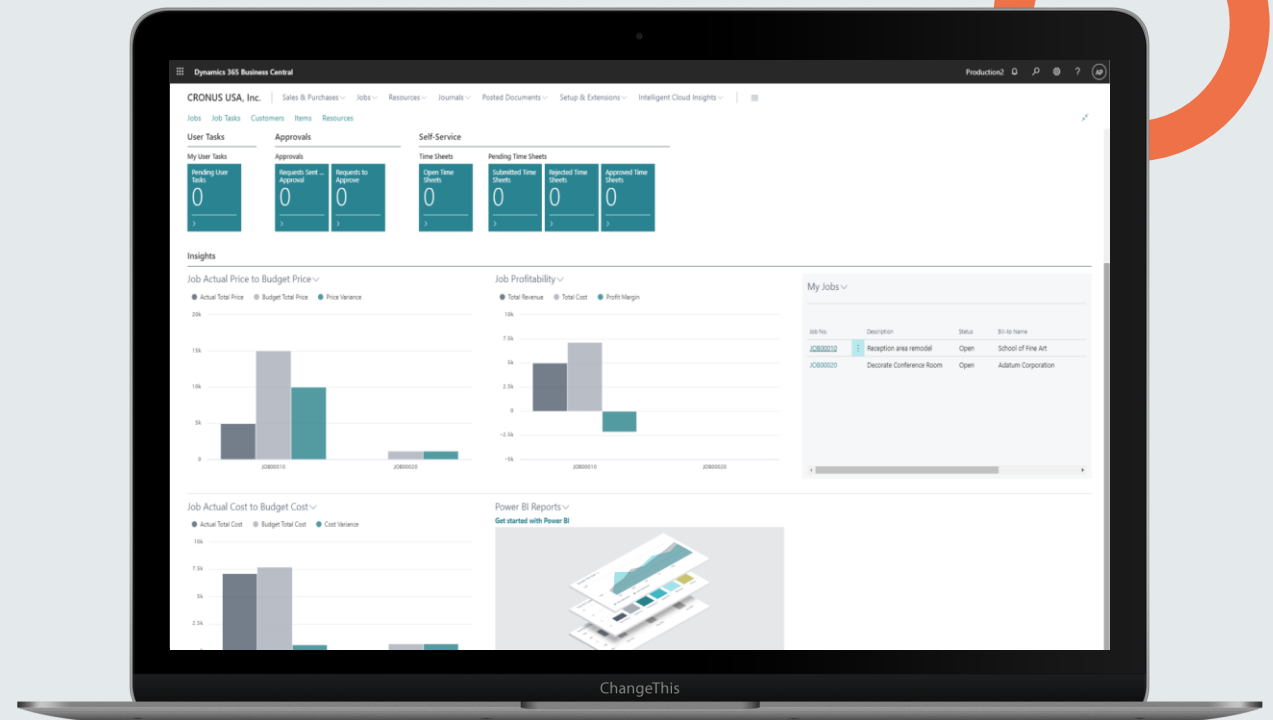 Dynamics 365 Business Central
Production2
?
AP
CRONUS USA, Inc.
Sales & Purchases
Jobs
Resources
Journals
Posted Documents
Setup & Extensions
Intelligent Cloud Insights
Jobs Job Tasks Customers Items Resources
User Tasks
Approvals
Self-Service
My User Tasks
Approvals
Time Sheets
Pending Time Sheets
Pending User
Tasks
0
Requests Sent ...
Approval
0
Requests to
Approve
0
Open Time
Sheets
0
Submitted Time
Sheets
0
Rejected Time
Sheets
0
Approved Time
Sheets
0
Insights
Job Actual Price to Budget Price
Actual Total Price Budget Total Price Price Variance
20k
15k
10k
5k
0
JOB00010 JOB00020
Job Profitability
Total Revenue Total Cost Profit Margin
10k
7.5k
5k
2.5k
0
-2.5k
-5k
JOB00010 JOB00020
My Jobs
Job No. Description Status Bill-to Name
JOB00010 Reception area remodel Open School of Fine Art
JOB00020 Decorate Conference Room Open Adatum Corporation
Job Actual Cost to Budget Cost
Actual Total Cost Budget Total Cost Cost Variance
10k
7.5k
5k
2.5k
Power BI Reports
Get started with Power BI
ChangeThis